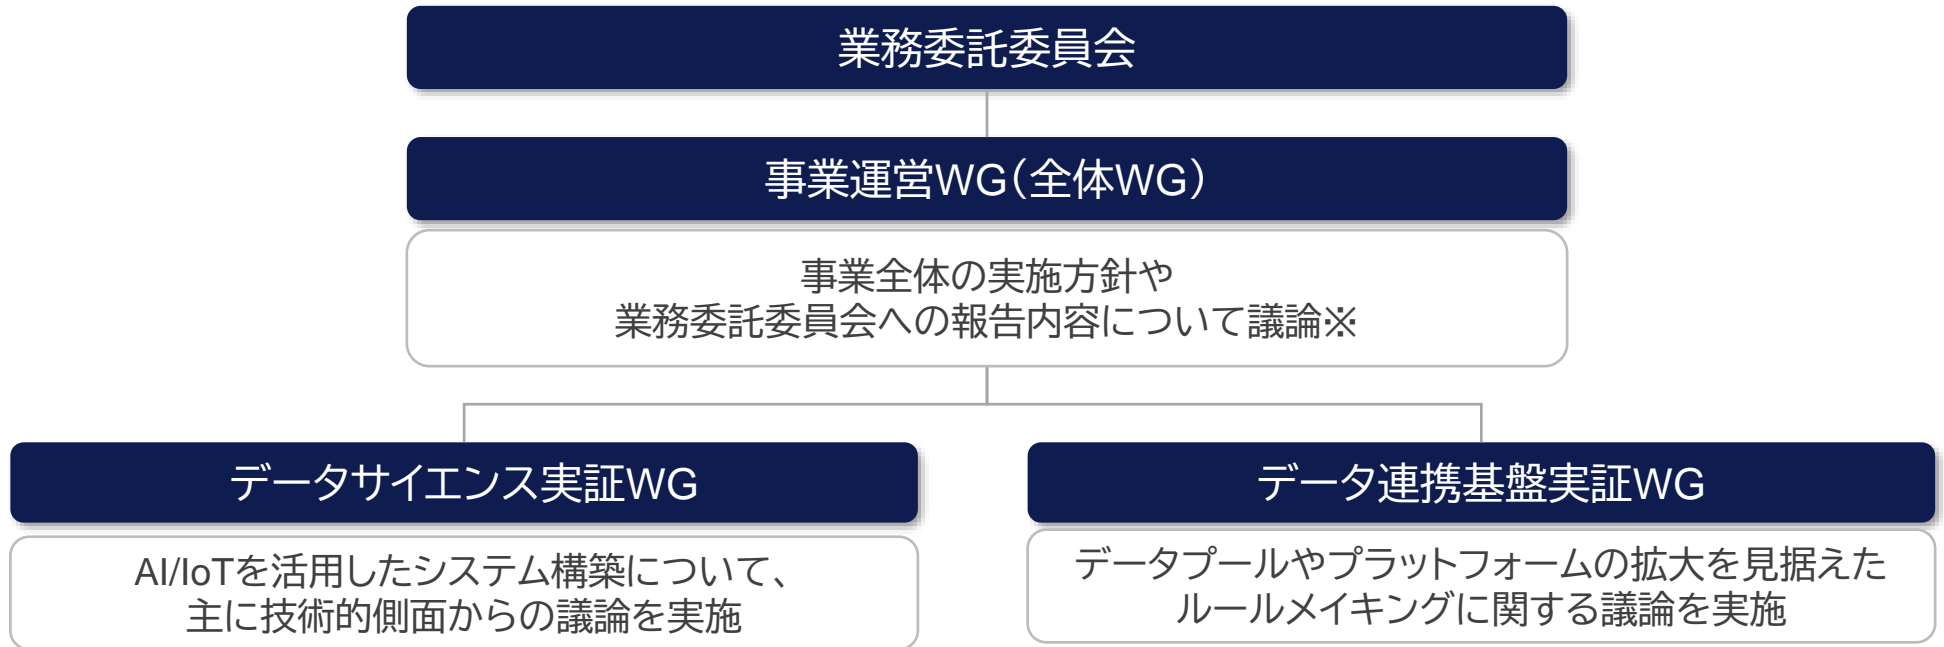 業務委託委員会
事業運営WG(全体WG)
事業全体の実施方針や
業務委託委員会への報告内容について議論※
データサイエンス実証WG
AI/IoTを活用したシステム構築について、
主に技術的側面からの議論を実施
データ連携基盤実証WG
データプールやプラットフォームの拡大を見据えた
ルールメイキングに関する議論を実施